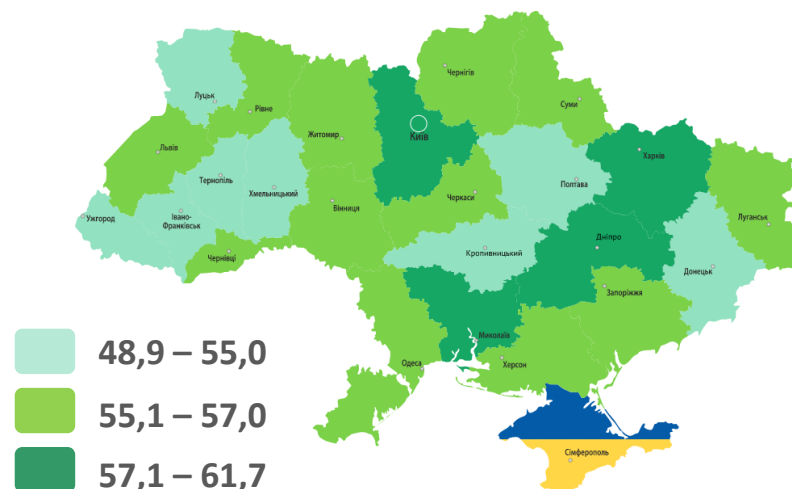 Чернігів
Луцьк
Рівне
Суми
Київ
Житомир
Львів
Харків
Тернопіль
Хмельницький
Полтава
Черкаси
Вінниця
Ужгород
Івано-
Франківськ
Луганськ
Чернівці
Кропивницький
Дніпро
Донецьк
Запоріжжя
Миколаїв
Одеса
Херсон
Сімферополь
48,9 – 55,0
55,1 – 57,0
57,1 – 61,7